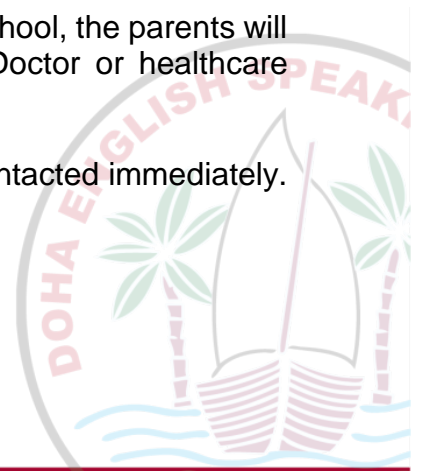 hool, the parents will
Doctor or healthcare
ntacted immediately.
DOHA ENGLISH SPEAK